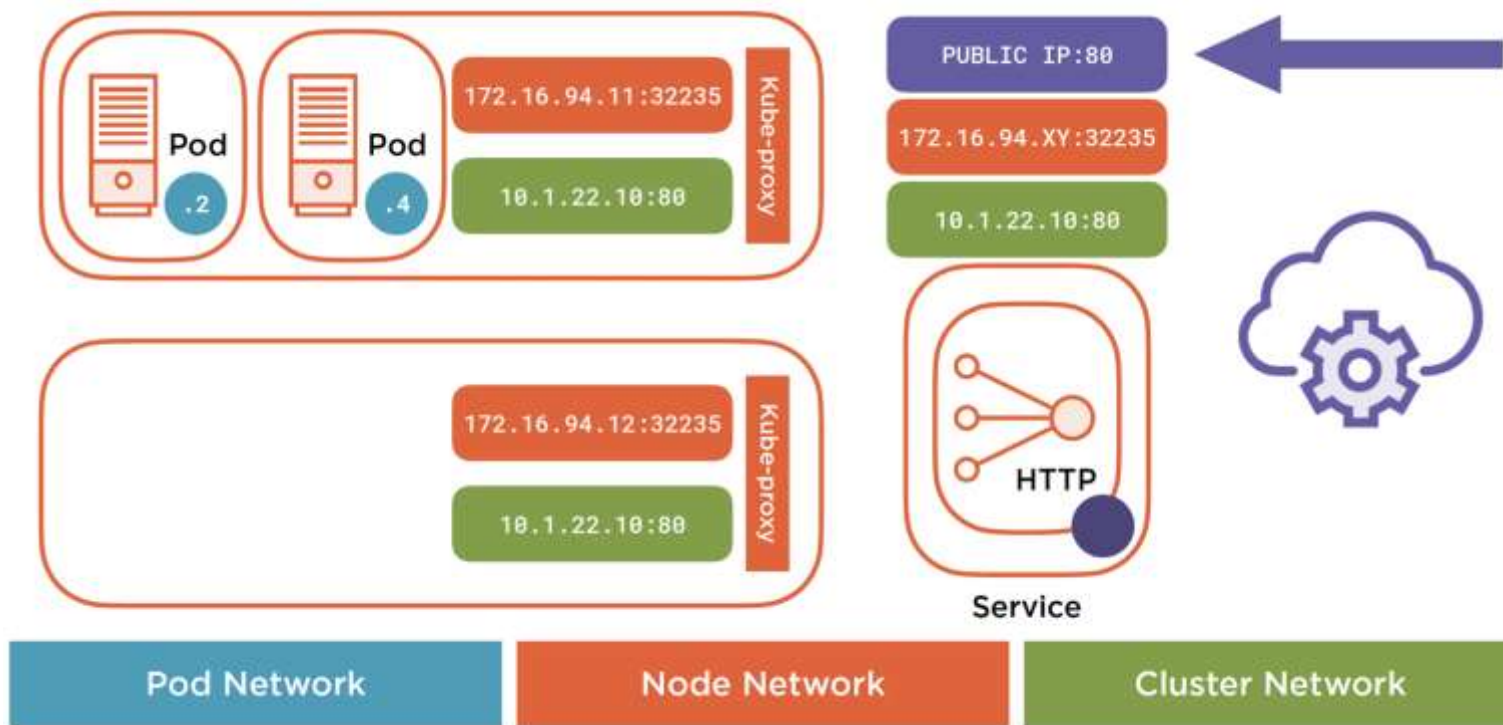 Pod
.2
Pod
.4
172.16.94.11:32235
10.1.22.10:80
Kube-proxy
PUBLIC IP:80
172.16.94.XY:32235
10.1.22.10:80
172.16.94.12:32235
10.1.22.10:80
Kube-proxy
HTTP
Service
Pod Network
Node Network
Cluster Network